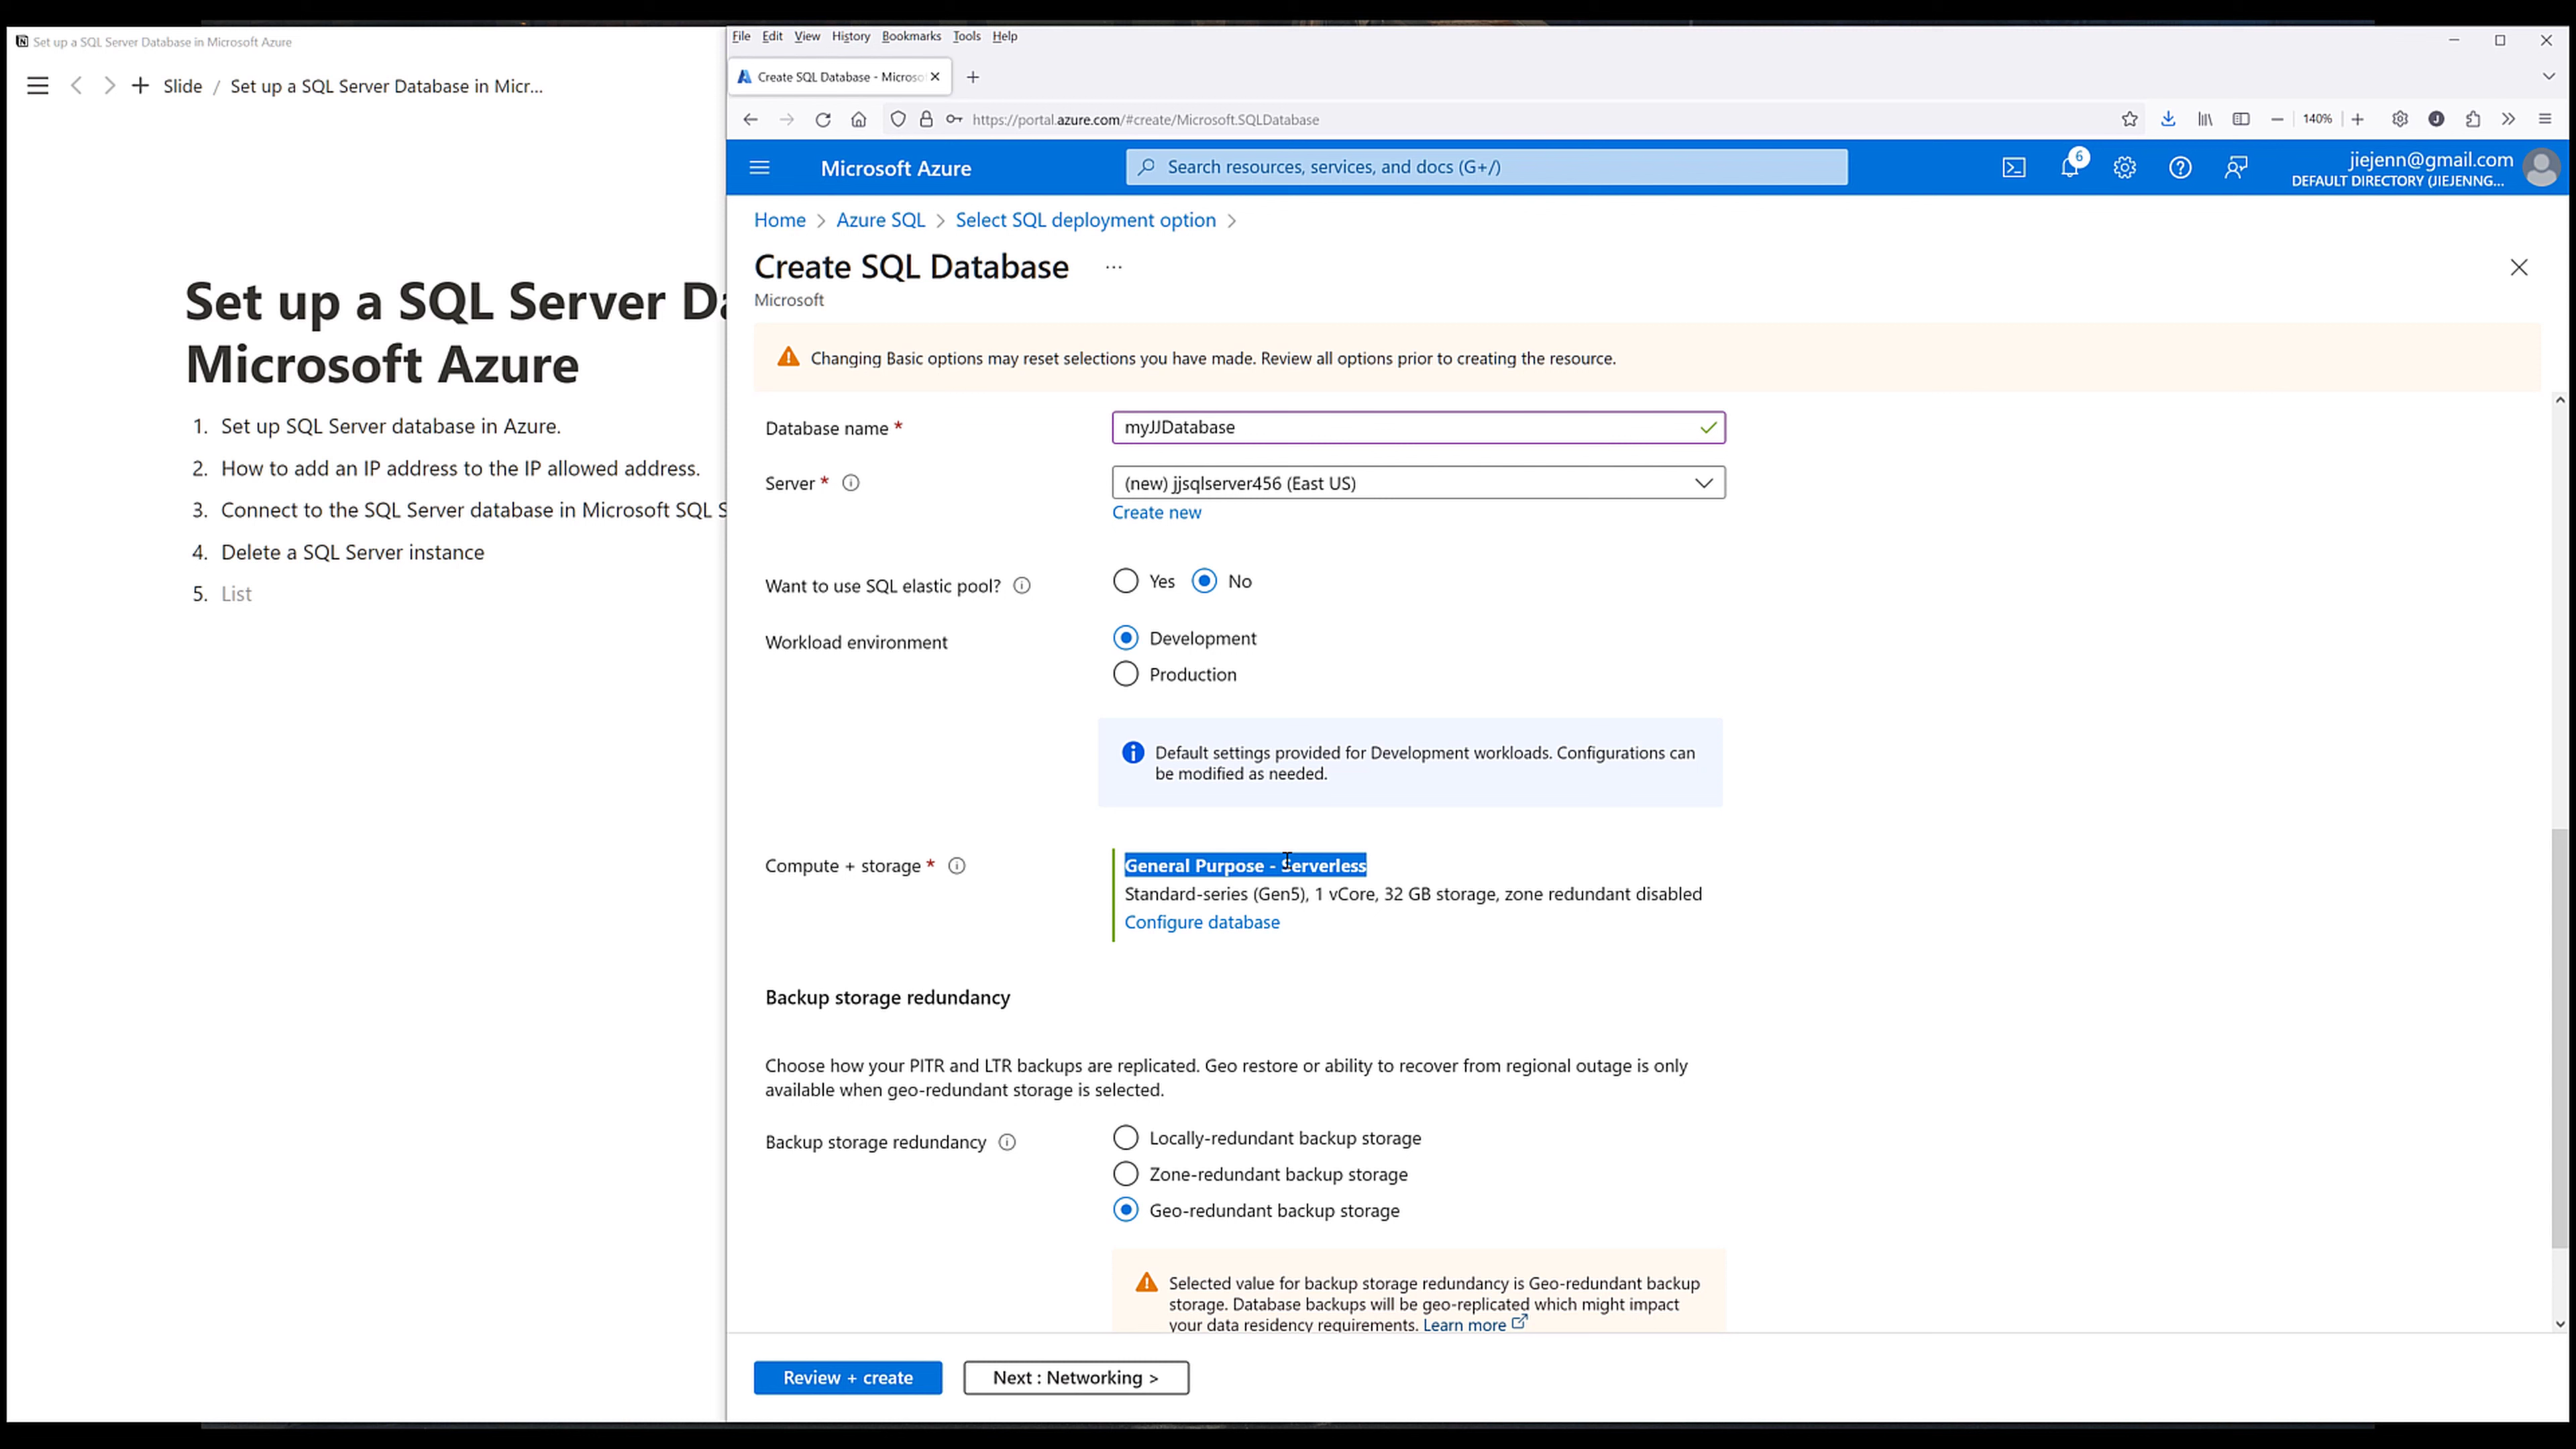 Set up a SQL Server Database in Microsoft Azure
Slide / Set up a SQL Server Database in Micr...
Set up a SQL Server Da
Microsoft Azure
1. Set up SQL Server database in Azure.
2. How to add an IP address to the IP allowed address.
3. Connect to the SQL Server database in Microsoft SQL S
4. Delete a SQL Server instance
5. List
File Edit View History Bookmarks Tools Help
Create SQL Database - Microso
https://portal.azure.com/#create/Microsoft.SQLDatabase
140%
Microsoft Azure
Search resources, services, and docs (G+/)
6
jiejenn@gmail.com
DEFAULT DIRECTORY (JIEJENNG...
Home > Azure SQL > Select SQL deployment option >
Create SQL Database ...
Microsoft
Changing Basic options may reset selections you have made. Review all options prior to creating the resource.
Database name *
myJJDatabase
Server *
(new) jjsqlserver456 (East US)
Create new
Want to use SQL elastic pool?
Yes No
Workload environment
Development
Production
Default settings provided for Development workloads. Configurations can
be modified as needed.
Compute + storage *
General Purpose - Serverless
Standard-series (Gen5), 1 vCore, 32 GB storage, zone redundant disabled
Configure database
Backup storage redundancy
Choose how your PITR and LTR backups are replicated. Geo restore or ability to recover from regional outage is only
available when geo-redundant storage is selected.
Backup storage redundancy
Locally-redundant backup storage
Zone-redundant backup storage
Geo-redundant backup storage
Selected value for backup storage redundancy is Geo-redundant backup
storage. Database backups will be geo-replicated which might impact
your data residency requirements. Learn more
Review + create
Next : Networking >